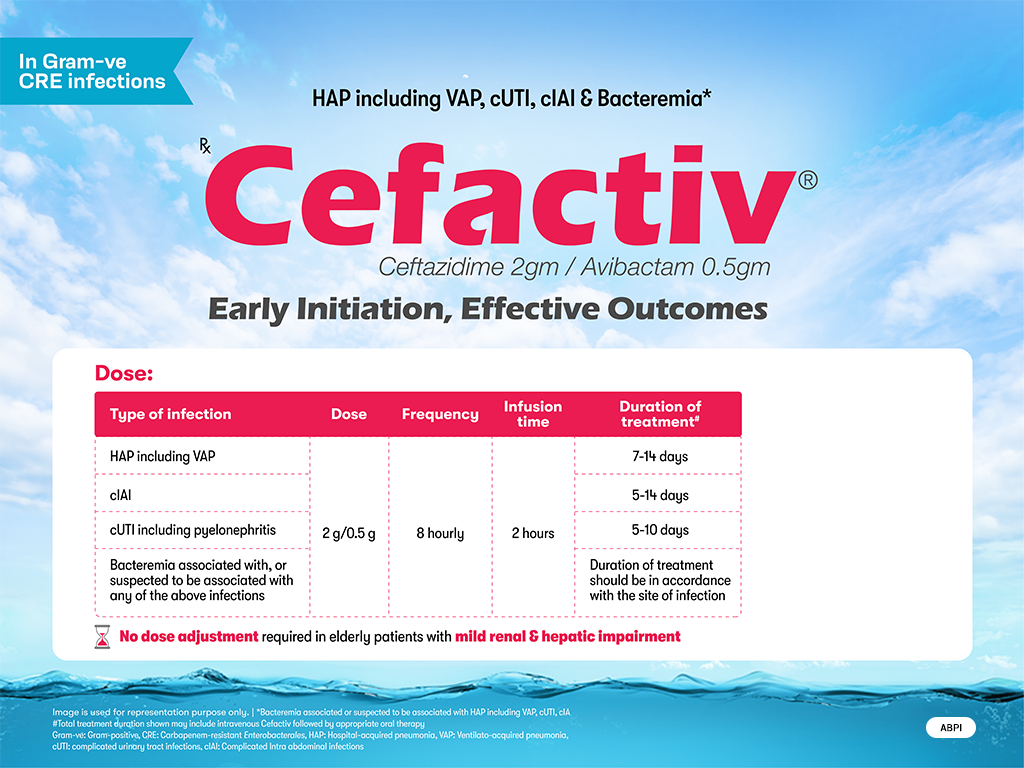 In Gram-ve
CRE infections
HAP including VAP, cUTI, cIAI & Bacteremia*
Rx
Cefactiv®
Ceftazidime 2gm / Avibactam 0.5gm
Early Initiation, Effective Outcomes
Dose:
Type of infection Dose Frequency Infusion time Duration of treatment#
HAP including VAP 7-14 days
cIAI 5-14 days
cUTI including pyelonephritis 2 g/0.5 g 8 hourly 2 hours 5-10 days
Bacteremia associated with, or Duration of treatment
suspected to be associated with should be in accordance
any of the above infections with the site of infection
No dose adjustment required in elderly patients with mild renal & hepatic impairment
Image is used for representation purpose only. | *Bacteremia associated or suspected to be associated with HAP including VAP, cUTI, cIA
#Total treatment duration shown may include intravenous Cefactiv followed by appropriate oral therapy
Gram-ve: Gram-positive, CRE: Carbapenem-resistant Enterobacterales, HAP: Hospital-acquired pneumonia, VAP: Ventilato-acquired pneumonia,
cUTI: complicated urinary tract infections, cIAI: Complicated Intra abdominal infections
ABPI